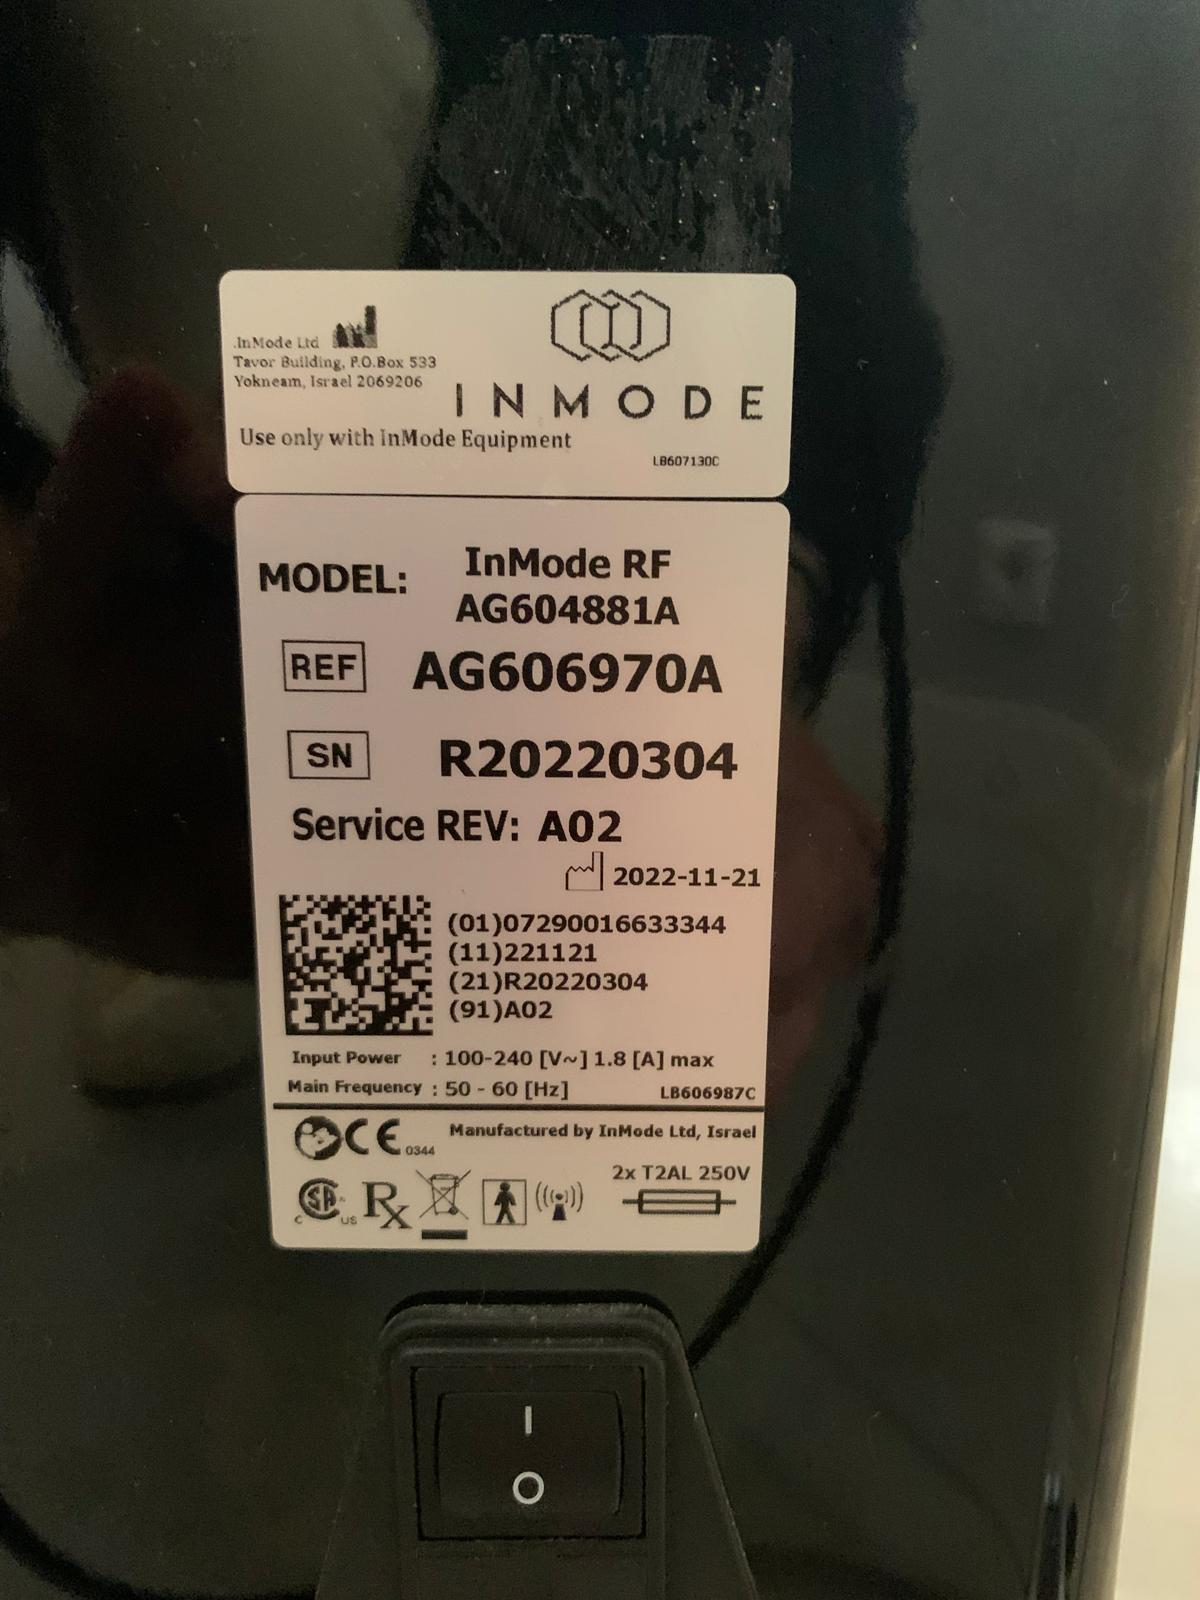 .InMode Ltd
Tavor Building, P.O.Box 533
Yokneam, Israel 2069206
INMODE
Use only with InMode Equipment
LB607130C
MODEL: InMode RF
AG604881A
REF AG606970A
SN R20220304
Service REV: A02
2022-11-21
(01)07290016633344
(11)221121
(21)R20220304
(91)A02
Input Power : 100-240 [V~] 1.8 [A] max
Main Frequency : 50 - 60 [Hz] LB606987C
CE 0344 Manufactured by InMode Ltd, Israel
2x T2AL 250V
C SA US Rx
I
O